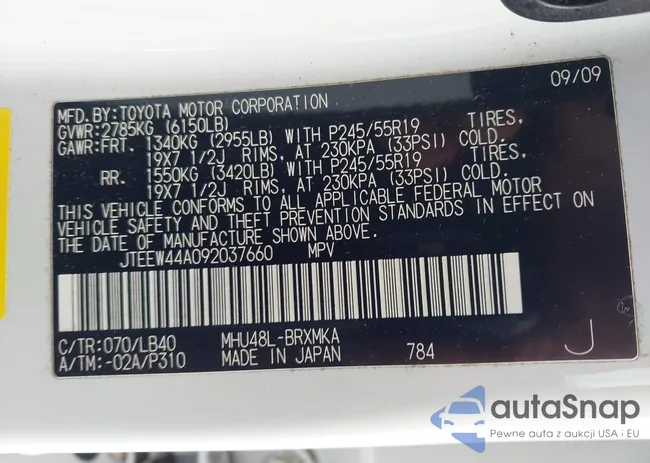 09/09
MFD.BY:TOYOTA MOTOR CORPORATION
GVWR:2785KG (6150LB)
GAWR:FRT. 1340KG (2955LB) WITH P245/55R19 TIRES,
19X7 1/2J RIMS, AT 230KPA (33PSI) COLD.
RR. 1550KG (3420LB) WITH P245/55R19 TIRES,
19X7 1/2J RIMS, AT 230KPA (33PSI) COLD.
THIS VEHICLE CONFORMS TO ALL APPLICABLE FEDERAL MOTOR
VEHICLE SAFETY AND THEFT PREVENTION STANDARDS IN EFFECT ON
THE DATE OF MANUFACTURE SHOWN ABOVE.
JTEEW44A092037660 MPV
C/TR:070/LB40 MHU48L-BRXMKA
A/TM:-02A/P310 MADE IN JAPAN 784 J
autaSnap
Pewne auta z aukcji USA i EU